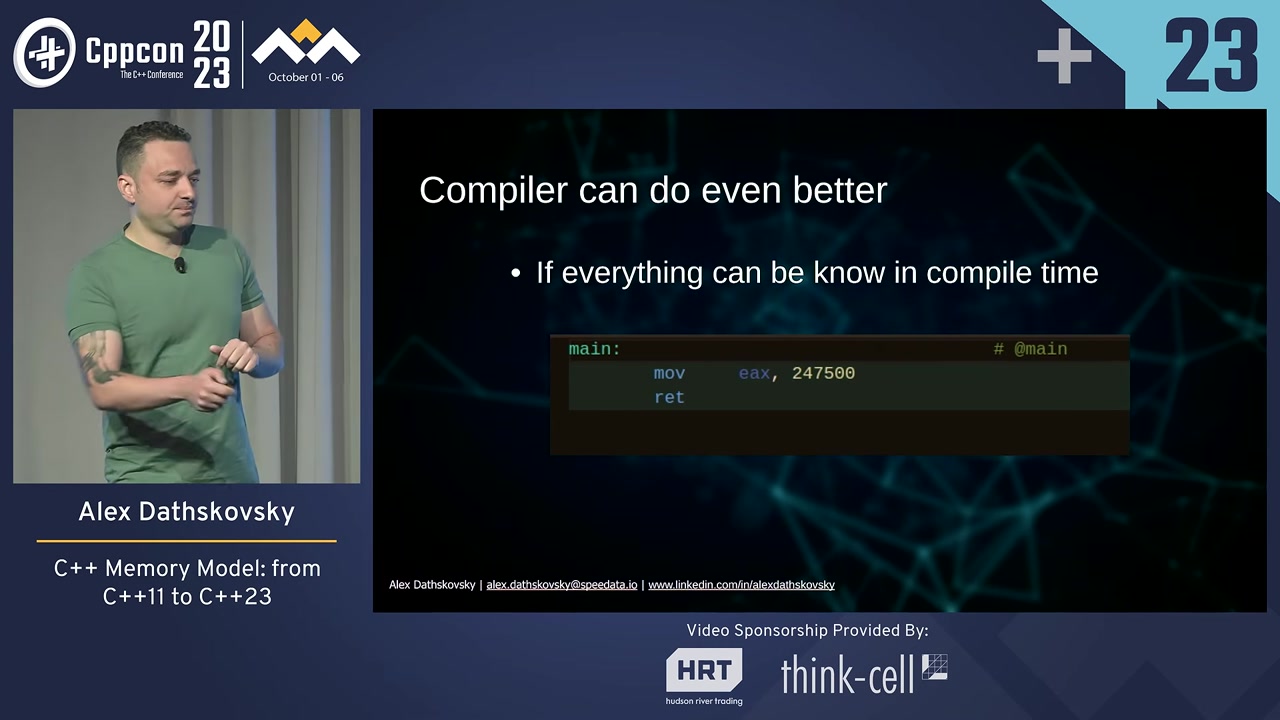 Cppcon
The C++ Conference
20
23
October 01 - 06
23
Compiler can do even better
• If everything can be know in compile time
main: # @main
mov eax, 247500
ret
Alex Dathskovsky | alex.dathskovsky@speedata.io | www.linkedin.com/in/alexdathskovsky
Alex Dathskovsky
C++ Memory Model: from
C++11 to C++23
Video Sponsorship Provided By:
HRT
hudson river trading
think-cell